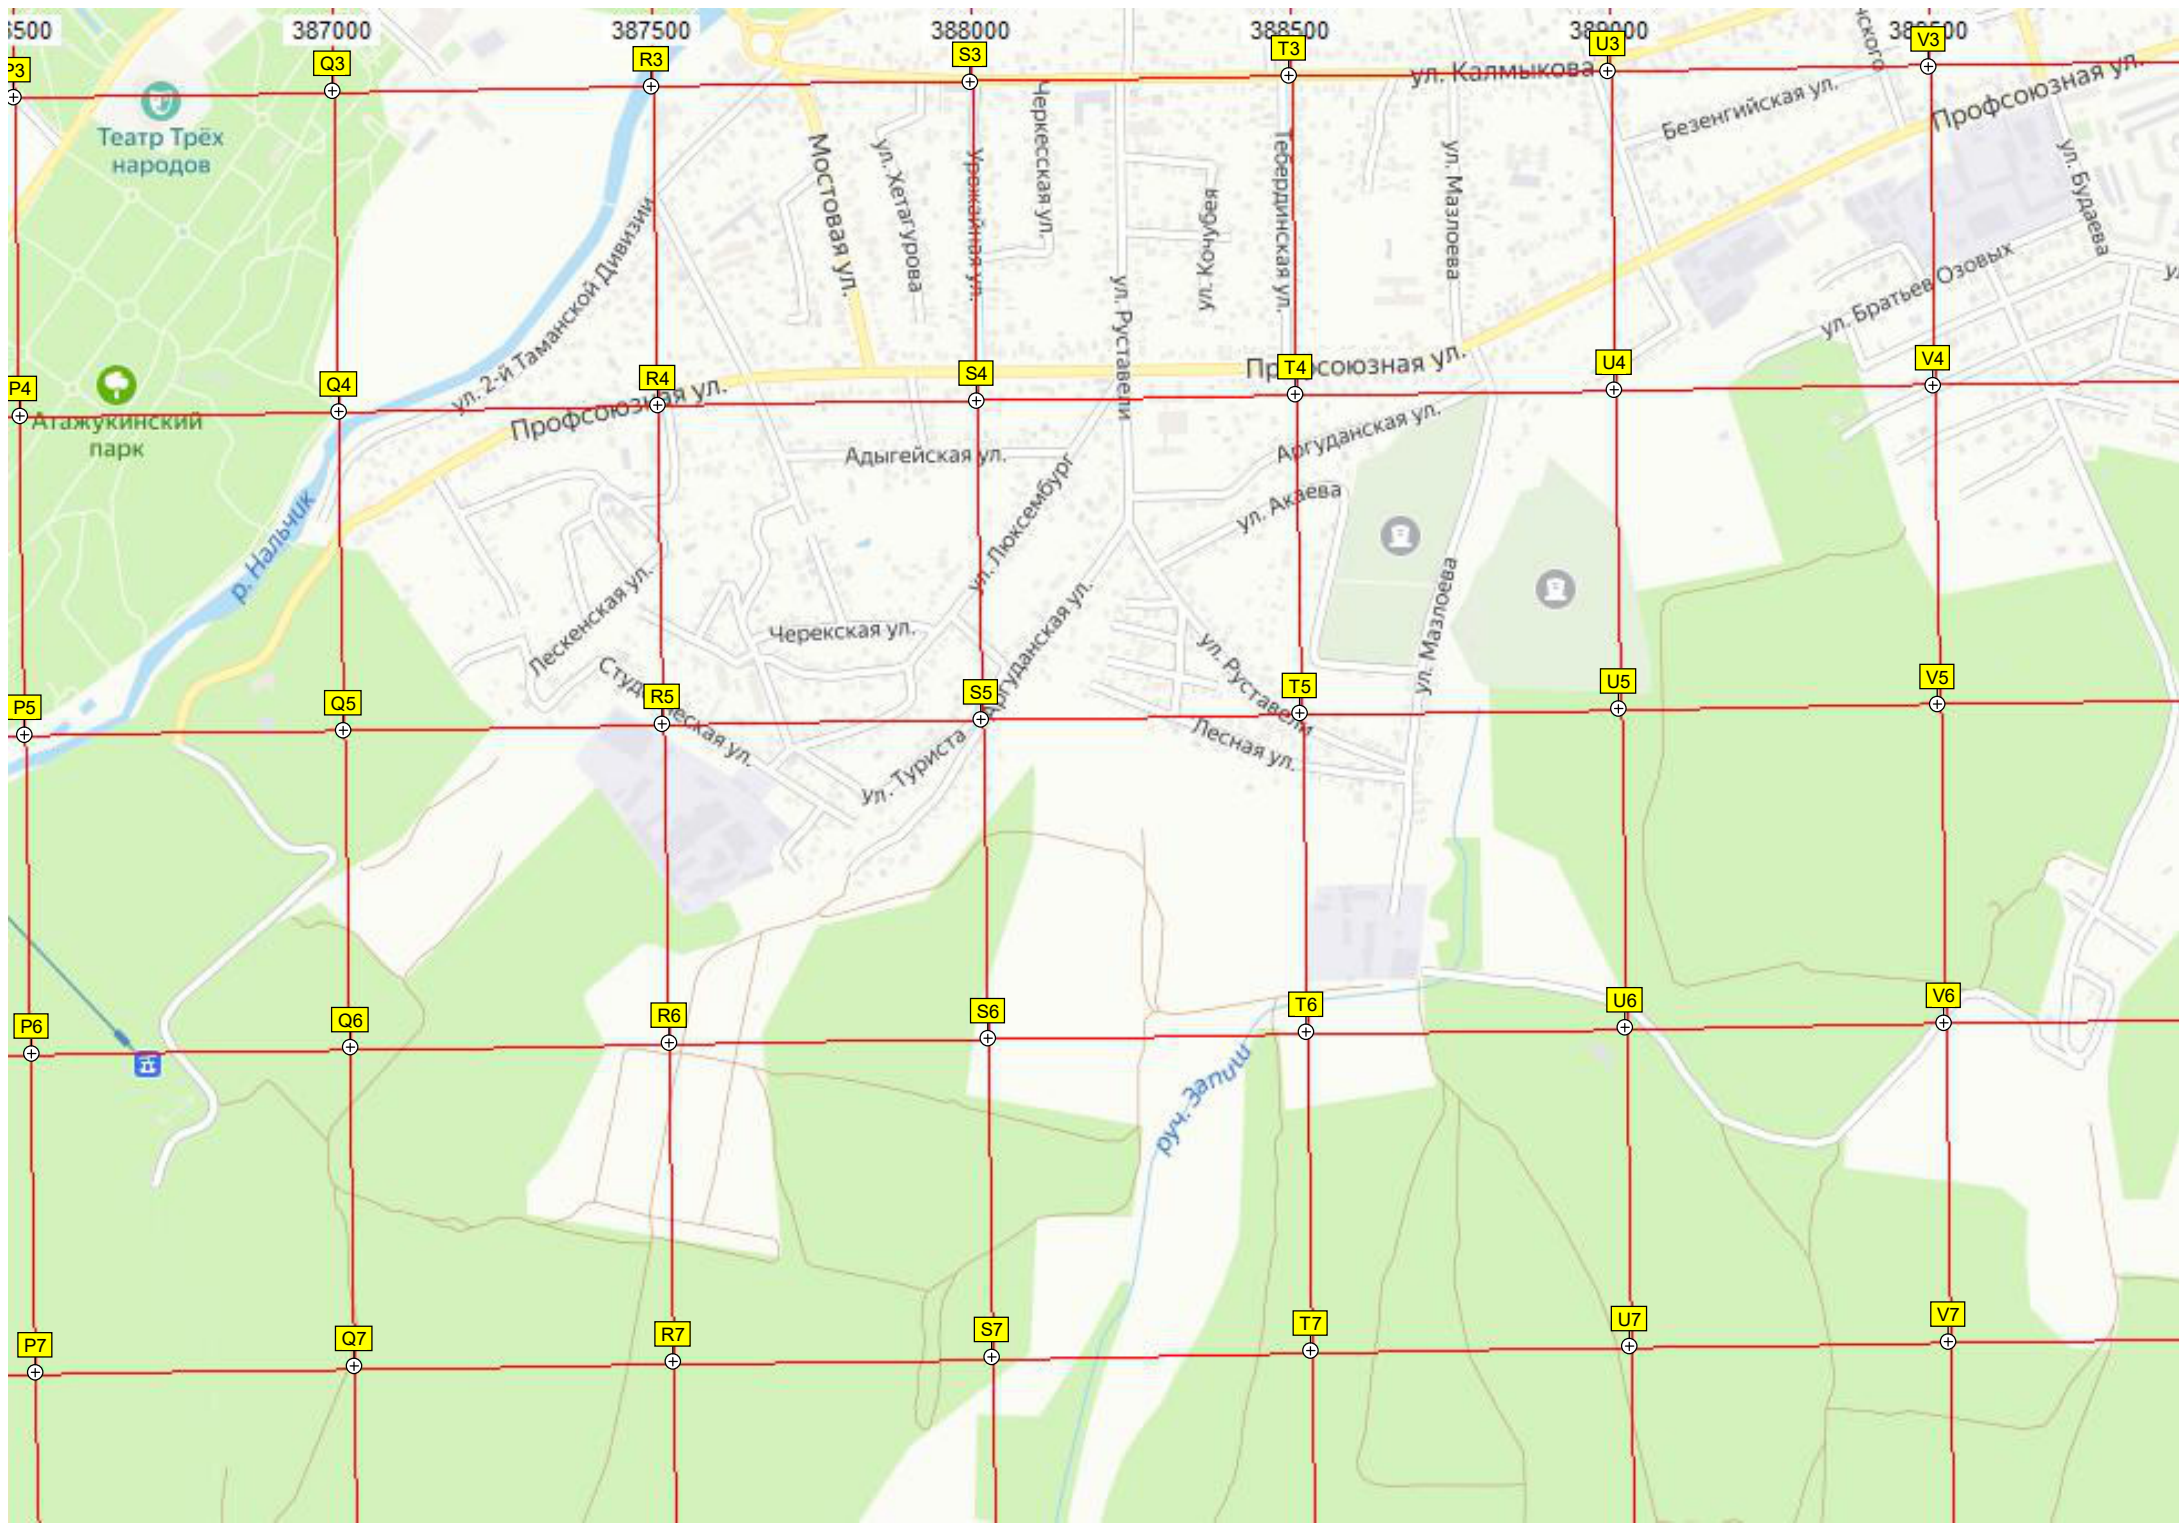 387000
387500
388000
388500
389000
P3
Q3
R3
S3
T3
U3
V3
ул. Калмыкова
Безенгийская ул.
Профсоюзная ул.
Театр Трёх
народов
Мостовая ул.
ул. Хетагурова
Урожайная ул.
Черкесская ул.
ул. Руставели
ул. Коцубея
Тебердинская ул.
ул. Мазлоева
ул. Будаева
ул. Братьев Озовых
ул. 2-й Таманской Дивизии
P4
Q4
R4
S4
T4
U4
V4
Атажукинский
парк
Профсоюзная ул.
Профсоюзная ул.
Адыгейская ул.
Аргуданская ул.
ул. Люксембург
ул. Акаева
р. Нальчик
Лескенская ул.
Черекская ул.
Аргуданская ул.
ул. Руставели
ул. Мазлоева
Студенческая ул.
P5
Q5
R5
S5
T5
U5
V5
ул. Туриста
Лесная ул.
P6
Q6
R6
S6
T6
U6
V6
руч. Запиш
P7
Q7
R7
S7
T7
U7
V7